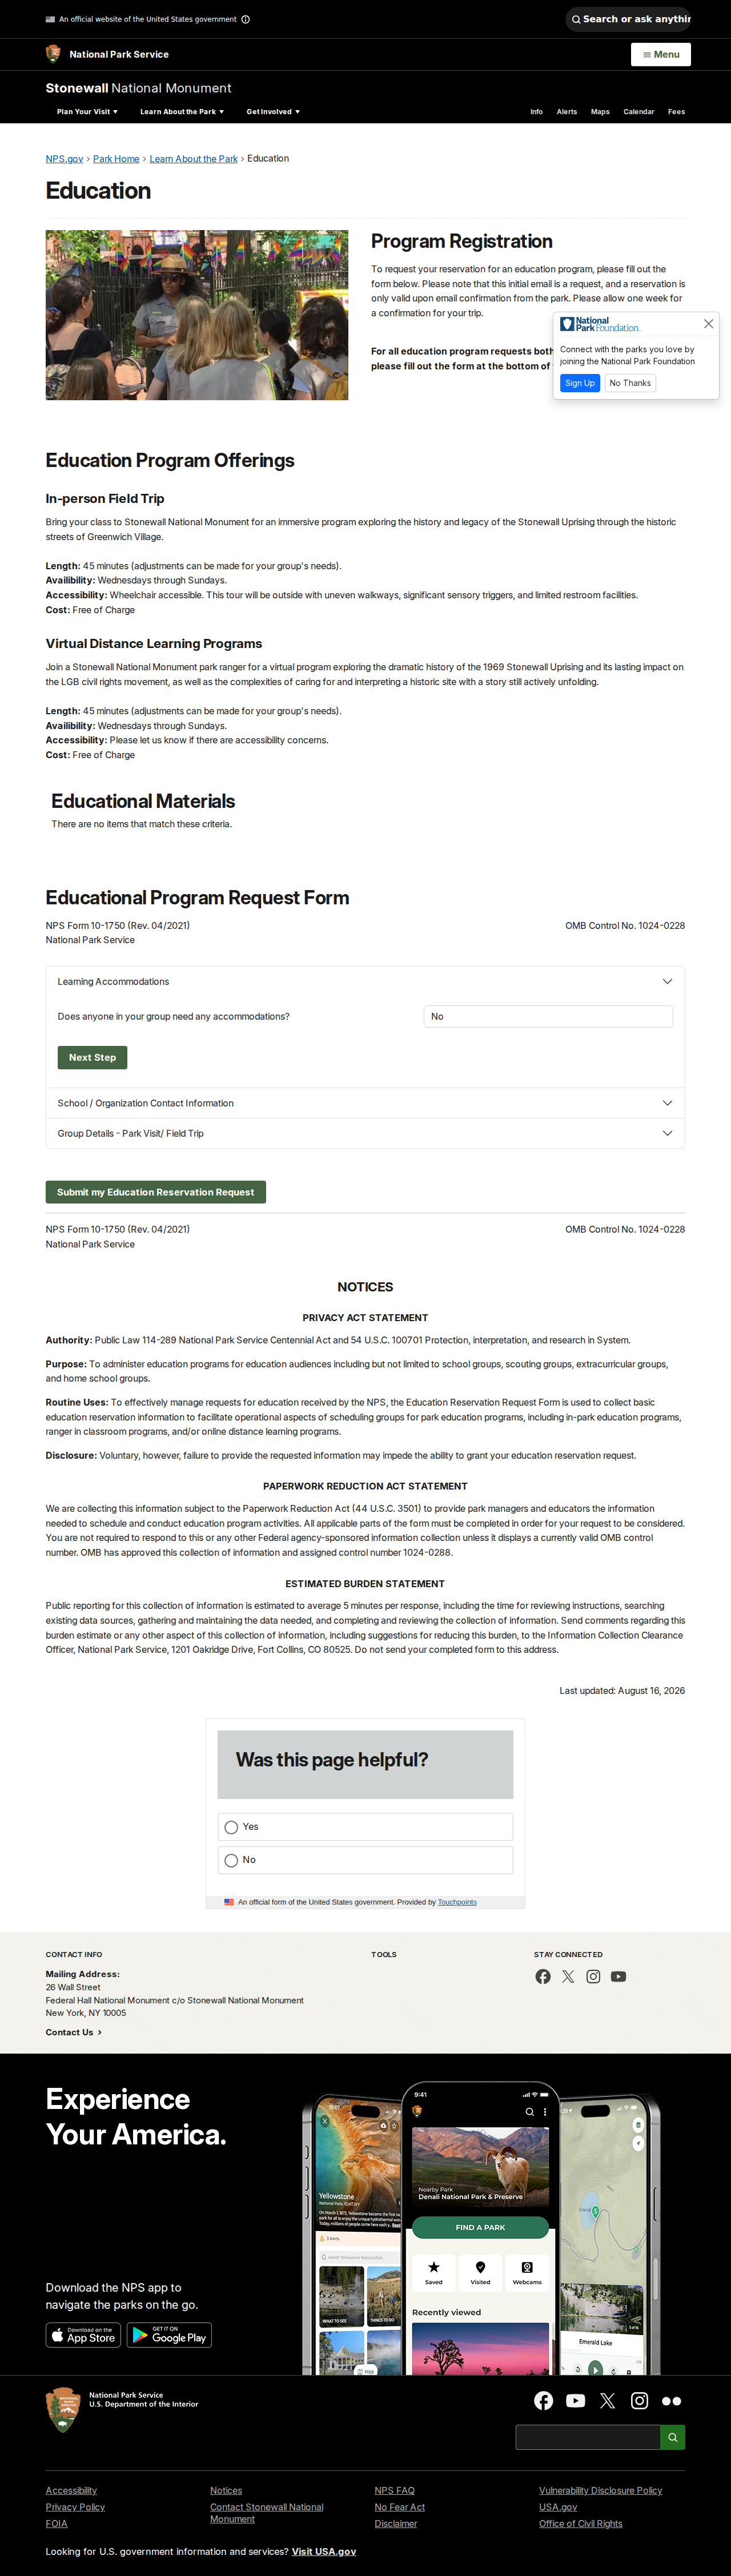 An official website of the United States government
Search or ask anythin
National Park Service
Menu
Stonewall National Monument
Plan Your Visit
Learn About the Park
Get Involved
Info
Alerts
Maps
Calendar
Fees
NPS.gov › Park Home › Learn About the Park › Education
Education
Program Registration
To request your reservation for an education program, please fill out the
form below. Please note that this initial email is a request, and a reservation is
only valid upon email confirmation from the park. Please allow one week for
a confirmation for your trip.
For all education program requests both
please fill out the form at the bottom of
National
Park Foundation
Connect with the parks you love by
joining the National Park Foundation
Sign Up
No Thanks
Education Program Offerings
In-person Field Trip
Bring your class to Stonewall National Monument for an immersive program exploring the history and legacy of the Stonewall Uprising through the historic
streets of Greenwich Village.
Length: 45 minutes (adjustments can be made for your group's needs).
Availibility: Wednesdays through Sundays.
Accessibility: Wheelchair accessible. This tour will be outside with uneven walkways, significant sensory triggers, and limited restroom facilities.
Cost: Free of Charge
Virtual Distance Learning Programs
Join a Stonewall National Monument park ranger for a virtual program exploring the dramatic history of the 1969 Stonewall Uprising and its lasting impact on
the LGB civil rights movement, as well as the complexities of caring for and interpreting a historic site with a story still actively unfolding.
Length: 45 minutes (adjustments can be made for your group's needs).
Availibility: Wednesdays through Sundays.
Accessibility: Please let us know if there are accessibility concerns.
Cost: Free of Charge
Educational Materials
There are no items that match these criteria.
Educational Program Request Form
NPS Form 10-1750 (Rev. 04/2021)
OMB Control No. 1024-0228
National Park Service
Learning Accommodations
Does anyone in your group need any accommodations?
No
Next Step
School / Organization Contact Information
Group Details - Park Visit/ Field Trip
Submit my Education Reservation Request
NPS Form 10-1750 (Rev. 04/2021)
OMB Control No. 1024-0228
National Park Service
NOTICES
PRIVACY ACT STATEMENT
Authority: Public Law 114-289 National Park Service Centennial Act and 54 U.S.C. 100701 Protection, interpretation, and research in System.
Purpose: To administer education programs for education audiences including but not limited to school groups, scouting groups, extracurricular groups,
and home school groups.
Routine Uses: To effectively manage requests for education received by the NPS, the Education Reservation Request Form is used to collect basic
education reservation information to facilitate operational aspects of scheduling groups for park education programs, including in-park education programs,
ranger in classroom programs, and/or online distance learning programs.
Disclosure: Voluntary, however, failure to provide the requested information may impede the ability to grant your education reservation request.
PAPERWORK REDUCTION ACT STATEMENT
We are collecting this information subject to the Paperwork Reduction Act (44 U.S.C. 3501) to provide park managers and educators the information
needed to schedule and conduct education program activities. All applicable parts of the form must be completed in order for your request to be considered.
You are not required to respond to this or any other Federal agency-sponsored information collection unless it displays a currently valid OMB control
number. OMB has approved this collection of information and assigned control number 1024-0288.
ESTIMATED BURDEN STATEMENT
Public reporting for this collection of information is estimated to average 5 minutes per response, including the time for reviewing instructions, searching
existing data sources, gathering and maintaining the data needed, and completing and reviewing the collection of information. Send comments regarding this
burden estimate or any other aspect of this collection of information, including suggestions for reducing this burden, to the Information Collection Clearance
Officer, National Park Service, 1201 Oakridge Drive, Fort Collins, CO 80525. Do not send your completed form to this address.
Last updated: August 16, 2026
Was this page helpful?
Yes
No
An official form of the United States government. Provided by Touchpoints
CONTACT INFO
TOOLS
STAY CONNECTED
Mailing Address:
26 Wall Street
Federal Hall National Monument c/o Stonewall National Monument
New York, NY 10005
Contact Us
Experience
Your America.
Download the NPS app to
navigate the parks on the go.
Download on the
App Store
GET IT ON
Google Play
Yellowstone
WHAT TO SEE
THINGS TO DO
Map
9:41
Nearby Park
Denali National Park & Preserve
FIND A PARK
Saved
Visited
Webcams
Recently viewed
Emerald Lake
National Park Service
U.S. Department of the Interior
Accessibility
Privacy Policy
FOIA
Notices
Contact Stonewall National
Monument
NPS FAQ
No Fear Act
Disclaimer
Vulnerability Disclosure Policy
USA.gov
Office of Civil Rights
Looking for U.S. government information and services? Visit USA.gov